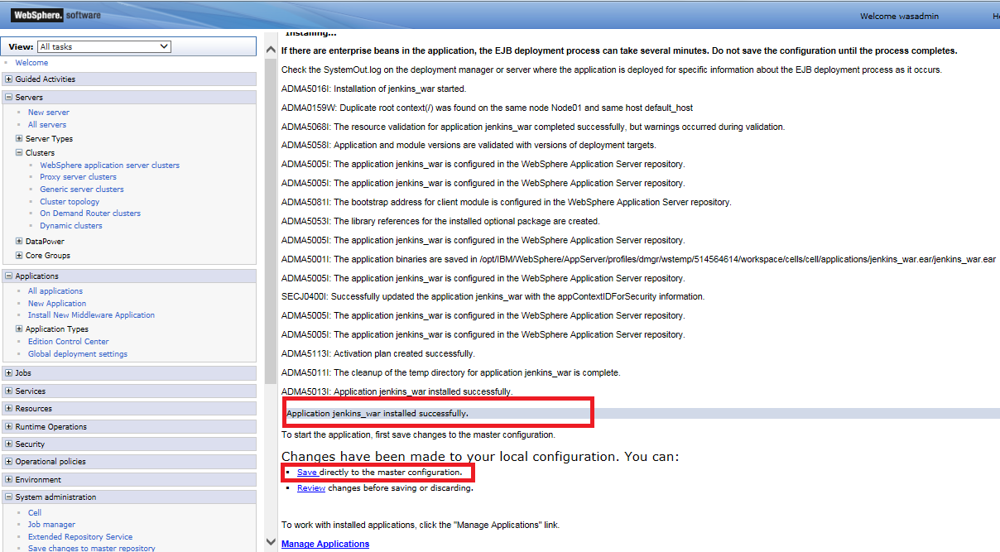 WebSphere. software
Welcome wasadmin
View: All tasks
Welcome
Guided Activities
Servers
New server
All servers
Server Types
Clusters
WebSphere application server clusters
Proxy server clusters
Generic server clusters
Cluster topology
On Demand Router clusters
Dynamic clusters
DataPower
Core Groups
Applications
All applications
New Application
Install New Middleware Application
Application Types
Edition Control Center
Global deployment settings
Jobs
Services
Resources
Runtime Operations
Security
Operational policies
Environment
System administration
Cell
Job manager
Extended Repository Service
Save changes to master repository
Installing...
If there are enterprise beans in the application, the EJB deployment process can take several minutes. Do not save the configuration until the process completes.
Check the SystemOut.log on the deployment manager or server where the application is deployed for specific information about the EJB deployment process as it occurs.
ADMA5016I: Installation of jenkins_war started.
ADMA0159W: Duplicate root context(/) was found on the same node Node01 and same host default_host
ADMA5068I: The resource validation for application jenkins_war completed successfully, but warnings occurred during validation.
ADMA5058I: Application and module versions are validated with versions of deployment targets.
ADMA5005I: The application jenkins_war is configured in the WebSphere Application Server repository.
ADMA5005I: The application jenkins_war is configured in the WebSphere Application Server repository.
ADMA5081I: The bootstrap address for client module is configured in the WebSphere Application Server repository.
ADMA5053I: The library references for the installed optional package are created.
ADMA5005I: The application jenkins_war is configured in the WebSphere Application Server repository.
ADMA5001I: The application binaries are saved in /opt/IBM/WebSphere/AppServer/profiles/dmgr/wstemp/514564614/workspace/cells/cell/applications/jenkins_war.ear/jenkins_war.ear
ADMA5005I: The application jenkins_war is configured in the WebSphere Application Server repository.
SECJ0400I: Successfully updated the application jenkins_war with the appContextIDForSecurity information.
ADMA5005I: The application jenkins_war is configured in the WebSphere Application Server repository.
ADMA5005I: The application jenkins_war is configured in the WebSphere Application Server repository.
ADMA5113I: Activation plan created successfully.
ADMA5011I: The cleanup of the temp directory for application jenkins_war is complete.
ADMA5013I: Application jenkins_war installed successfully.
Application jenkins_war installed successfully.
To start the application, first save changes to the master configuration.
Changes have been made to your local configuration. You can:
Save directly to the master configuration.
Review changes before saving or discarding.
To work with installed applications, click the "Manage Applications" link.
Manage Applications